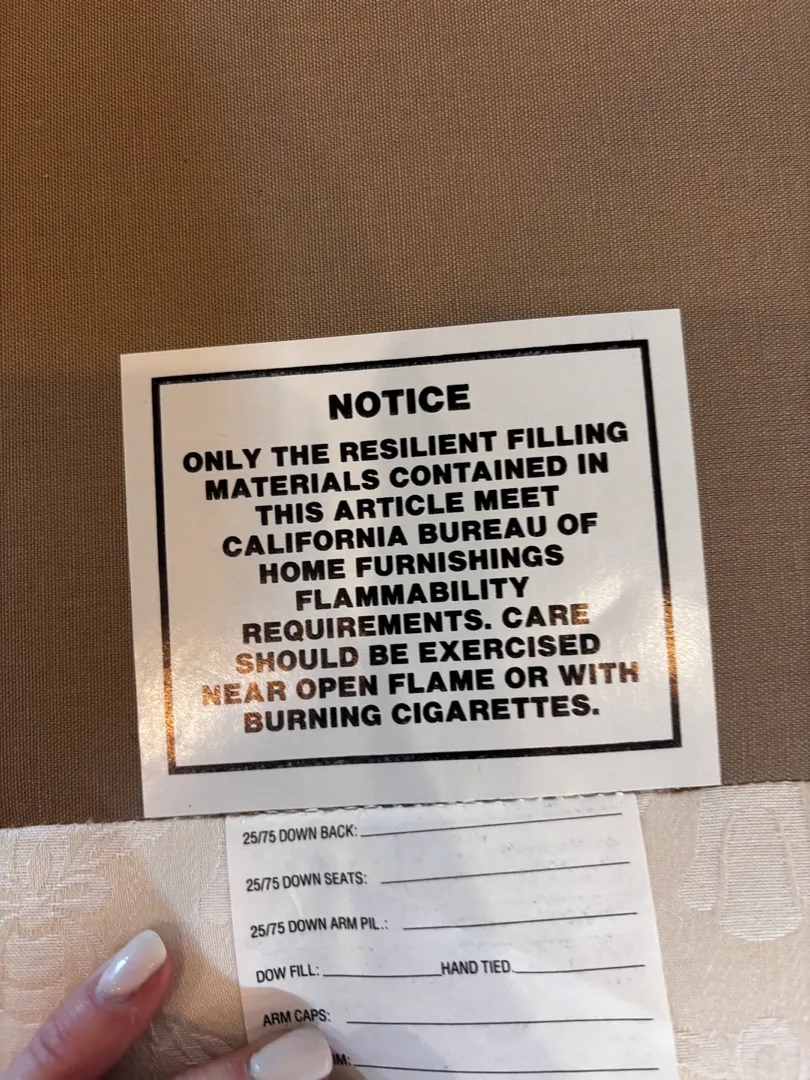 NOTICE
ONLY THE RESILIENT FILLING
MATERIALS CONTAINED IN
THIS ARTICLE MEET
CALIFORNIA BUREAU OF
HOME FURNISHINGS
FLAMMABILITY
REQUIREMENTS. CARE
SHOULD BE EXERCISED
NEAR OPEN FLAME OR WITH
BURNING CIGARETTES.
25/75 DOWN BACK:
25/75 DOWN SEATS:
25/75 DOWN ARM PIL.:
DOW FILL: HAND TIED
ARM CAPS: